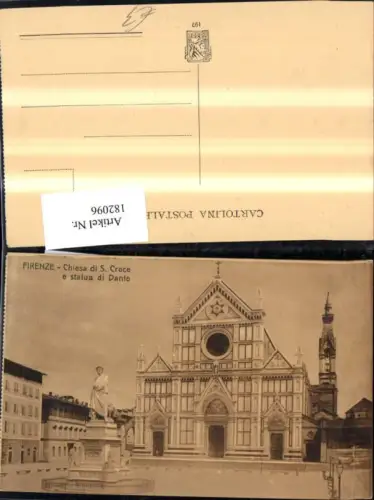 197
CARTOLINA POSTALE
Artikel Nr.
182096
FIRENZE - Chiesa di S. Croce
e statua di Dante